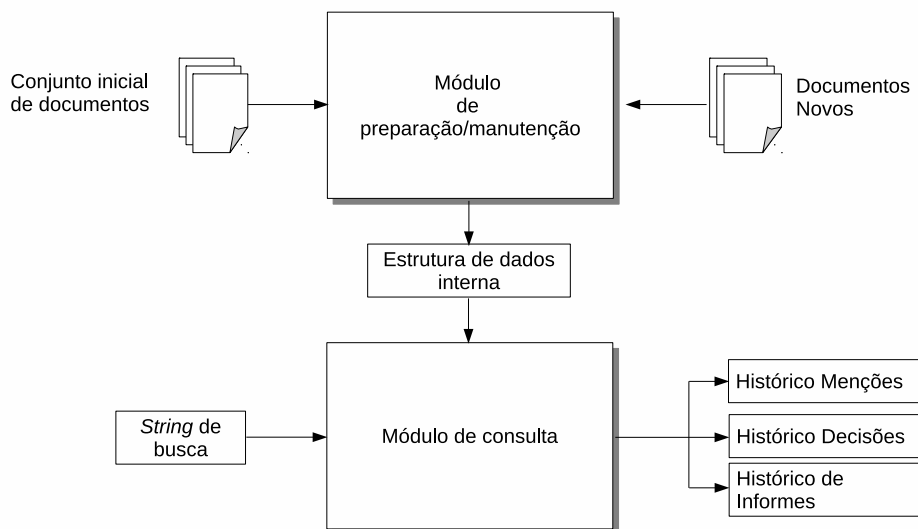 Conjunto inicial
de documentos
Módulo
de
preparação/manutenção
Documentos
Novos
Estrutura de dados
interna
String de
busca
Módulo de consulta
Histórico Menções
Histórico Decisões
Histórico de
Informes